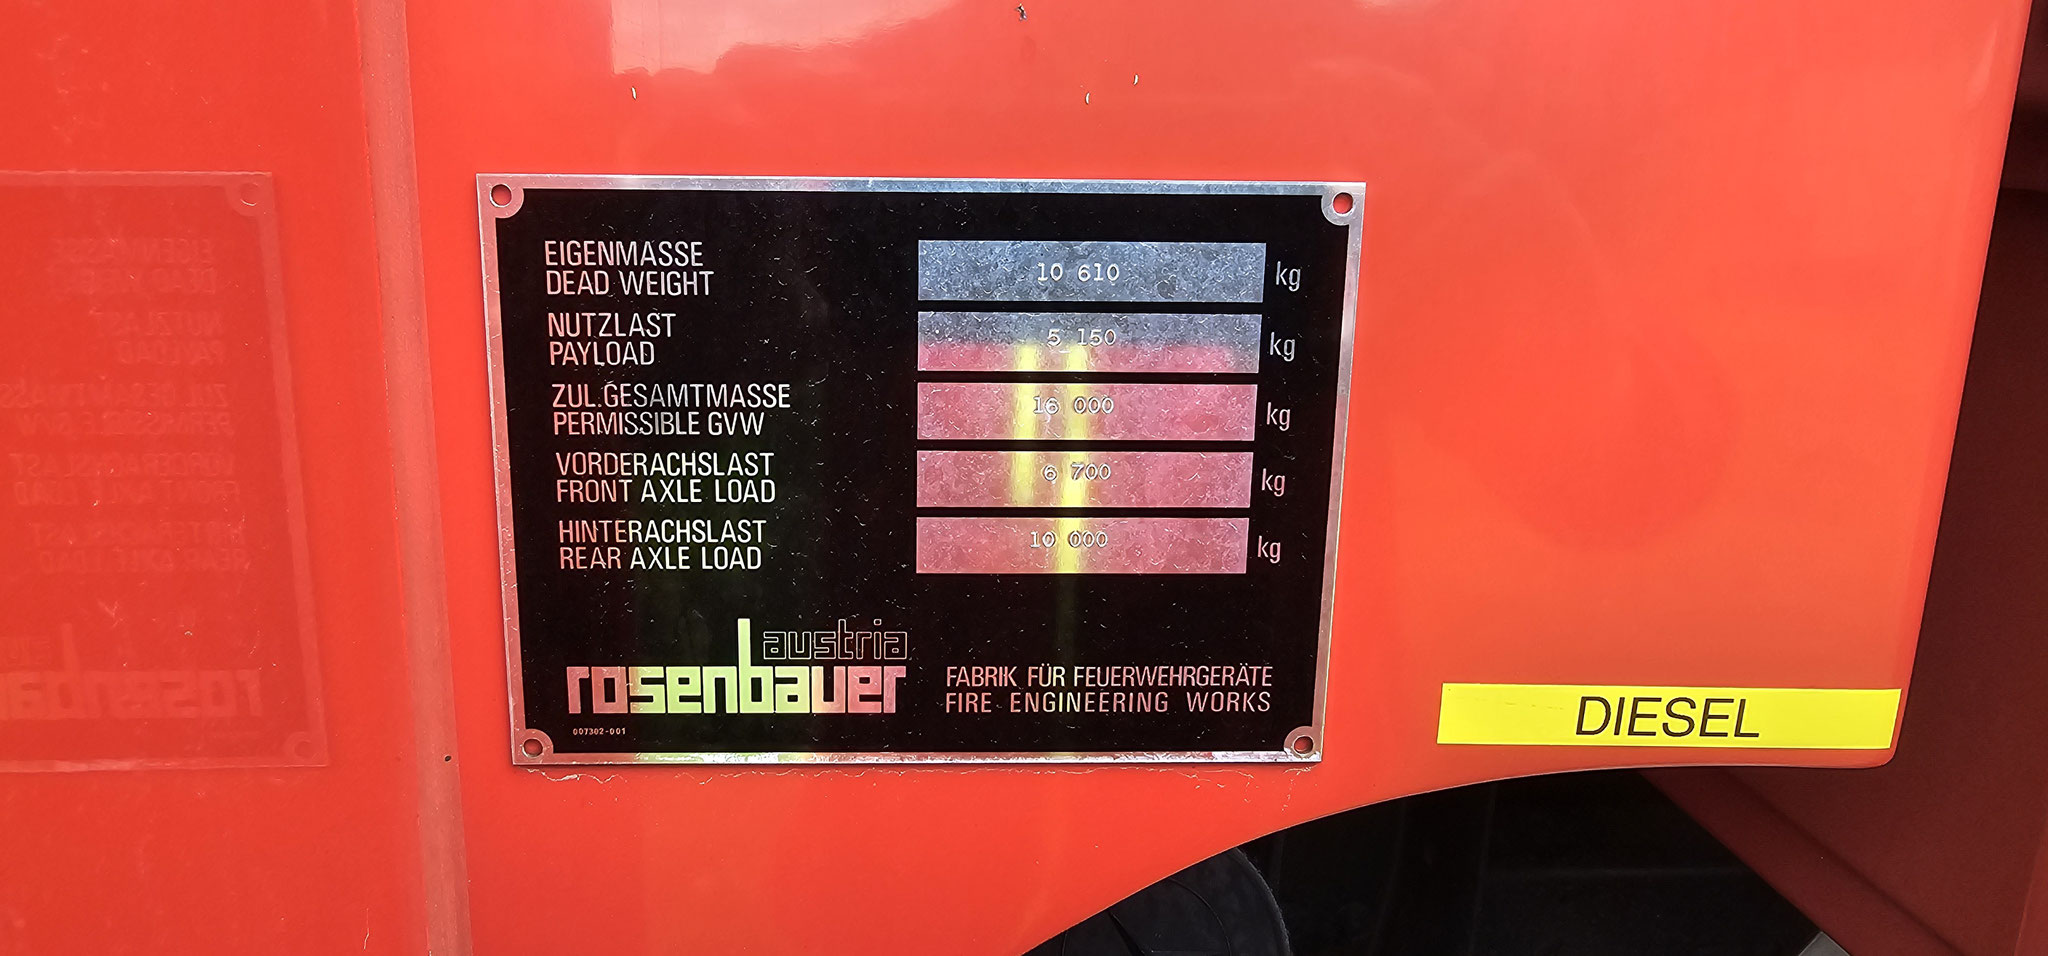 EIGENMASSE
DEAD WEIGHT
10 610 kg
NUTZLAST
PAYLOAD
5 150 kg
ZUL.GESAMTMASSE
PERMISSIBLE GVW
16 000 kg
VORDERACHSLAST
FRONT AXLE LOAD
6 700 kg
HINTERACHSLAST
REAR AXLE LOAD
10 000 kg
austria
rosenbauer
007302-001
FABRIK FÜR FEUERWEHRGERÄTE
FIRE ENGINEERING WORKS
DIESEL